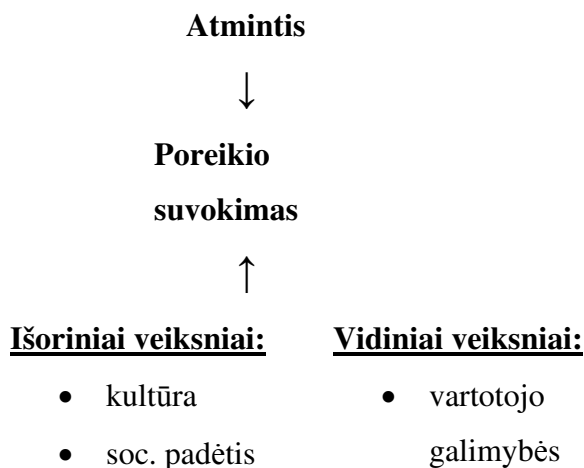 Atmintis
↓
Poreikio
suvokimas
↑
Išoriniai veiksniai: Vidiniai veiksniai:
• kultūra • vartotojo
• soc. padėtis galimybės